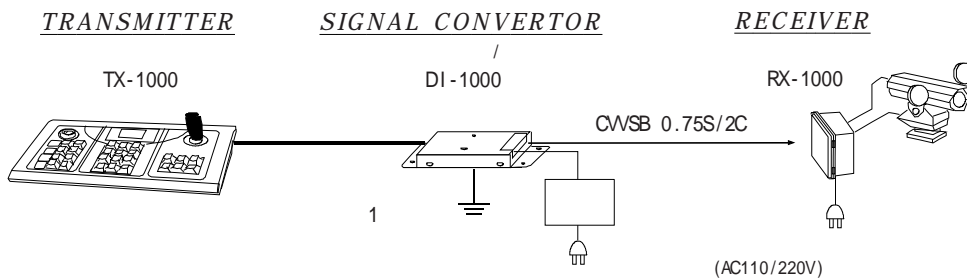 TRANSMITTER SIGNAL CONVERTOR RECEIVER
/
TX-1000 DI-1000 RX-1000
CVVSB 0.75S/2C
1
(AC110/220V)